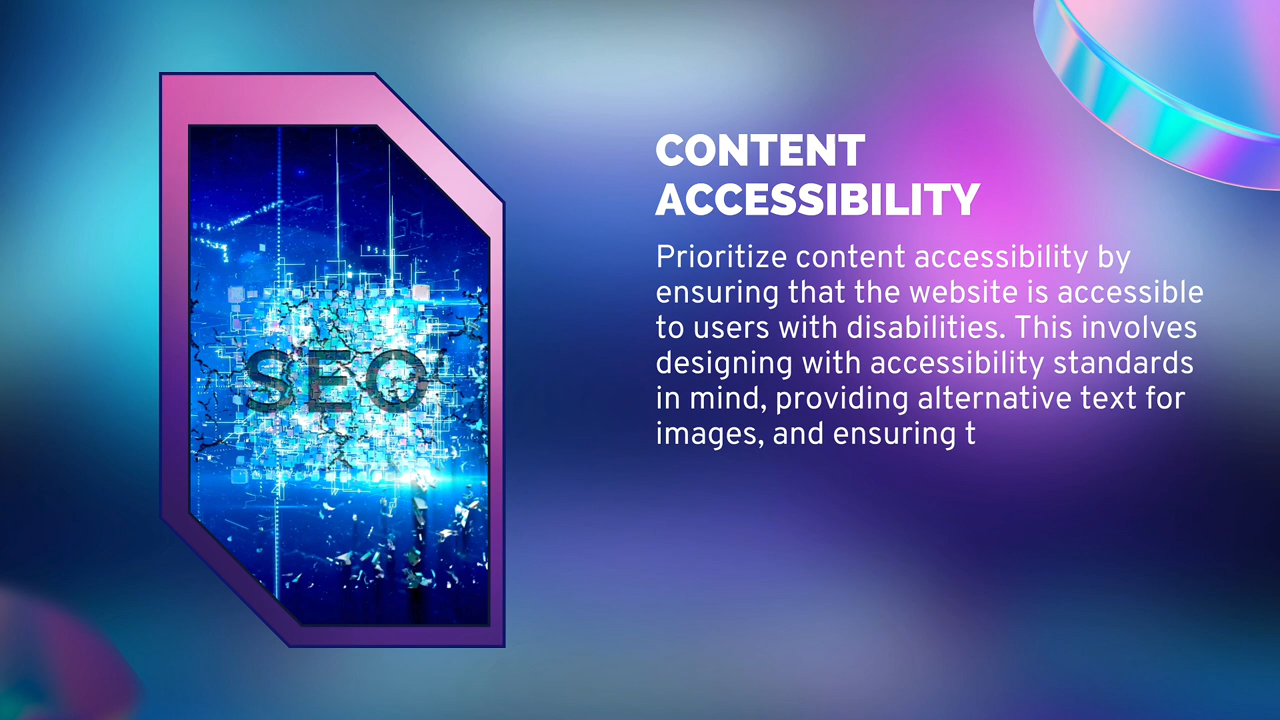 SEO
CONTENT
ACCESSIBILITY
Prioritize content accessibility by
ensuring that the website is accessible
to users with disabilities. This involves
designing with accessibility standards
in mind, providing alternative text for
images, and ensuring t